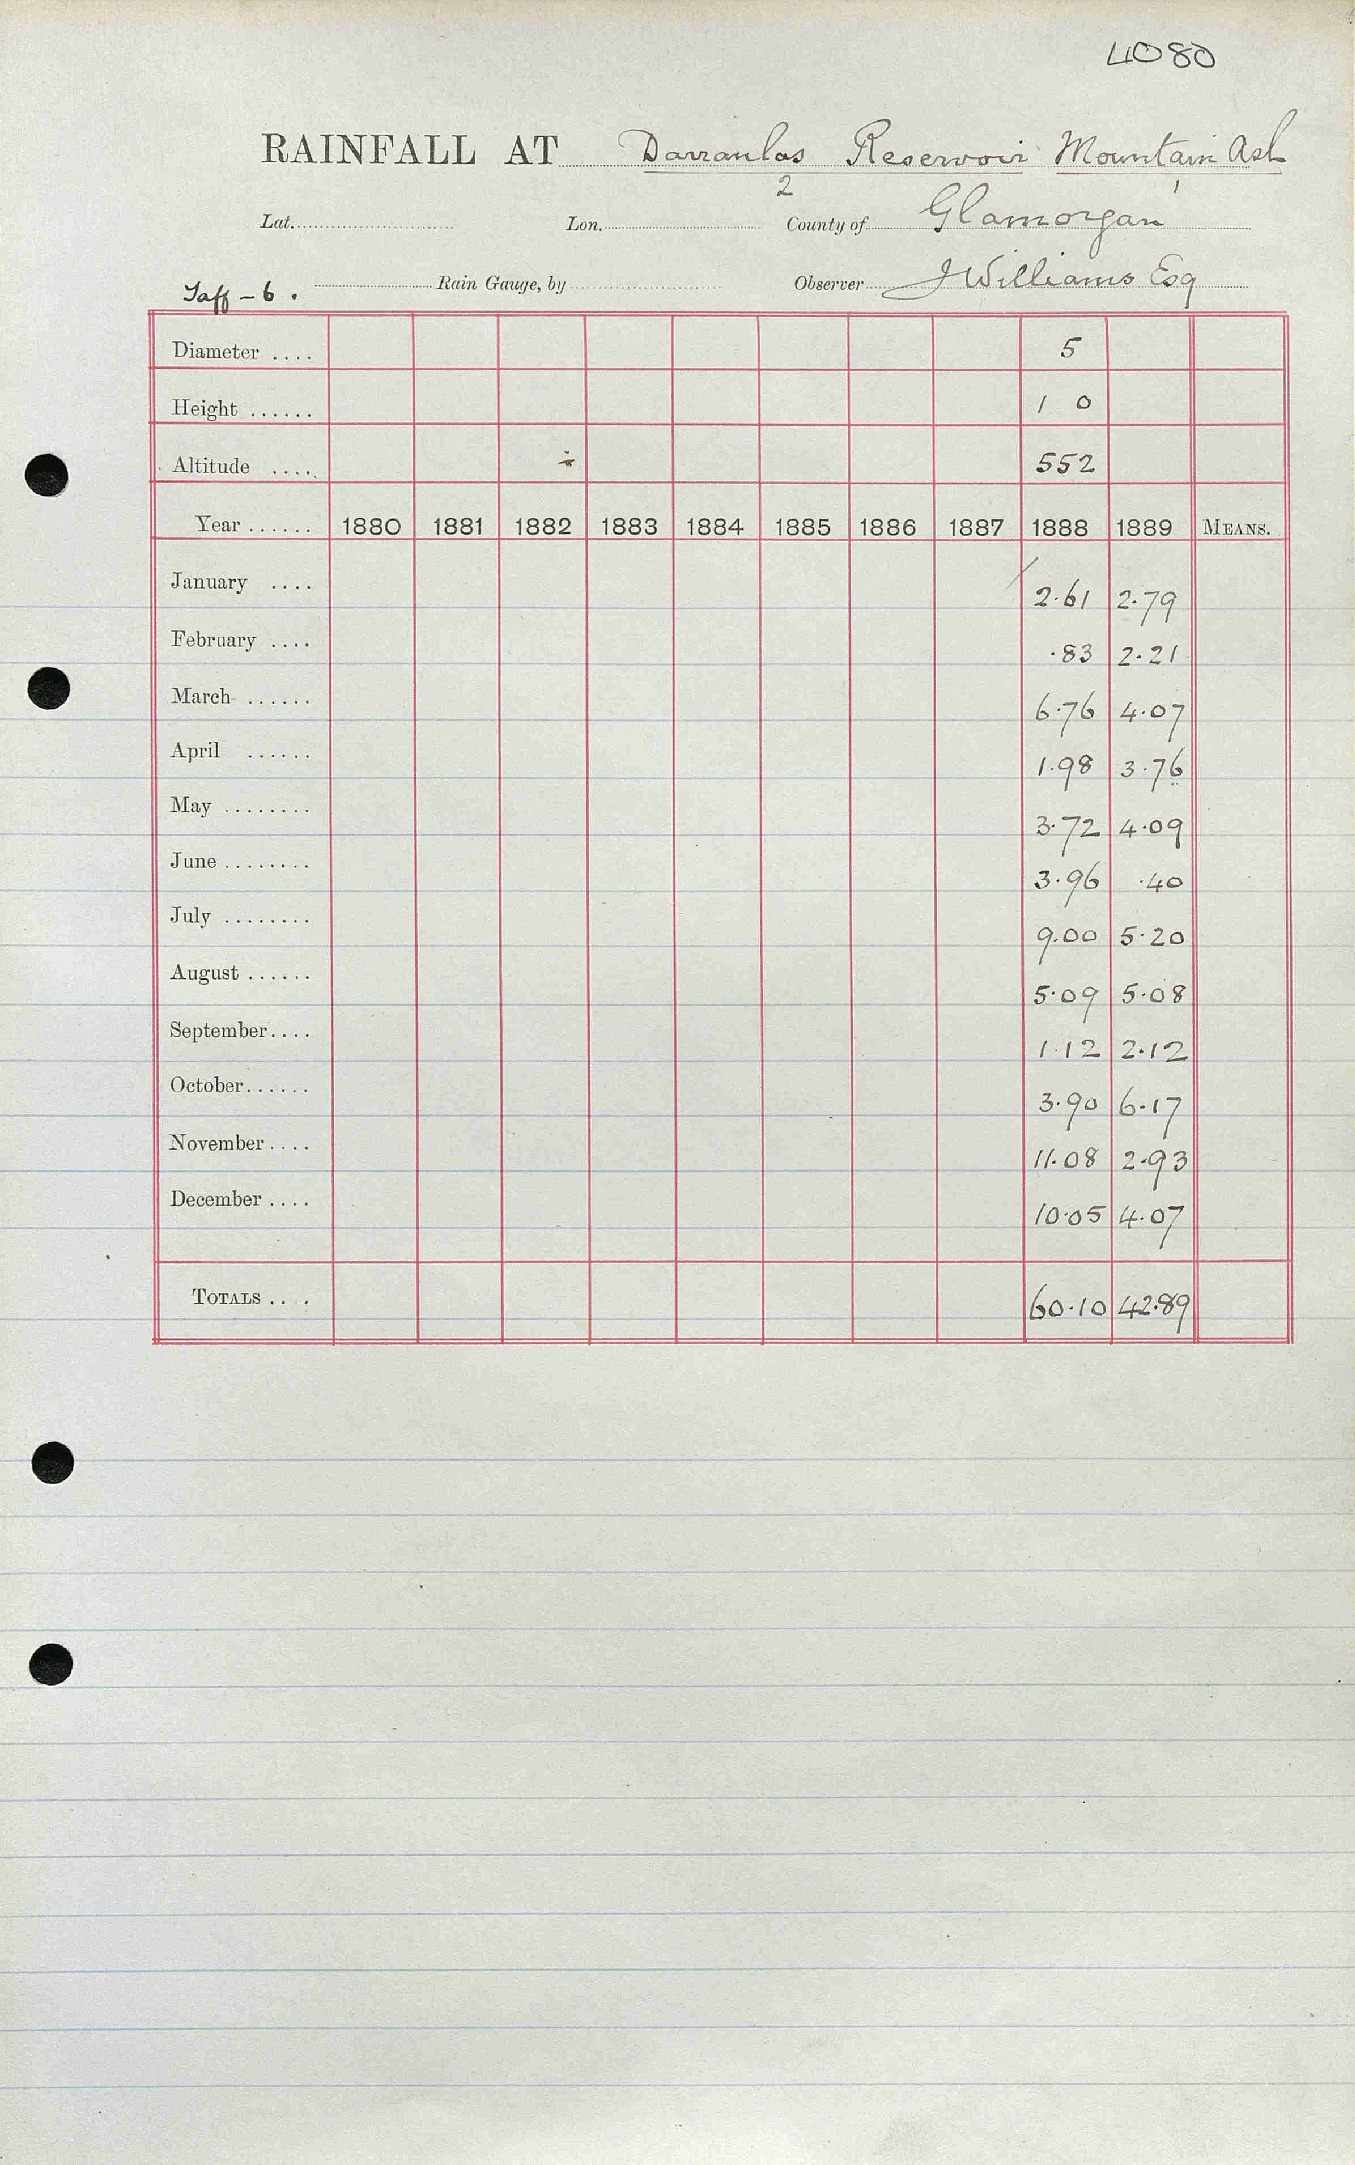 4080
RAINFALL AT Darranlas Reservoir Mountain Ash
2 1
Lat. Lon. County of Glamorgan
Taff - 6 . Rain Gauge, by Observer J Williams Esq
Diameter .... 5
Height ...... 1 0
Altitude .... 552
Year ...... 1880 1881 1882 1883 1884 1885 1886 1887 1888 1889 MEANS.
January .... 2.61 2.79
February .... .83 2.21
March ...... 6.76 4.07
April ...... 1.98 3.76
May ........ 3.72 4.09
June ........ 3.96 .40
July ........ 9.00 5.20
August ...... 5.09 5.08
September.... 1.12 2.12
October...... 3.90 6.17
November.... 11.08 2.93
December .... 10.05 4.07
TOTALS .... 60.10 42.89